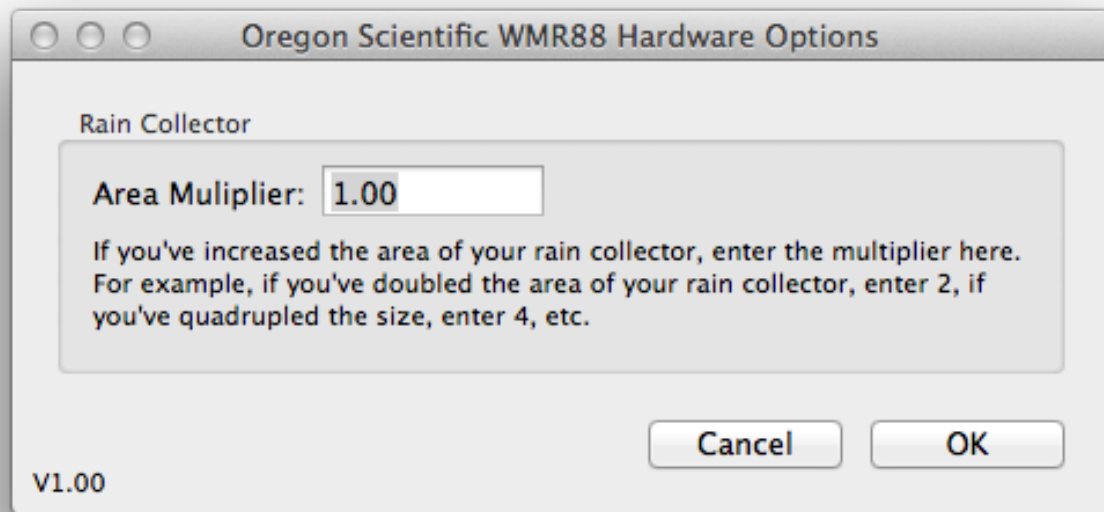 Oregon Scientific WMR88 Hardware Options
Rain Collector
Area Muliplier: 1.00
If you've increased the area of your rain collector, enter the multiplier here.
For example, if you've doubled the area of your rain collector, enter 2, if
you've quadrupled the size, enter 4, etc.
Cancel OK
V1.00